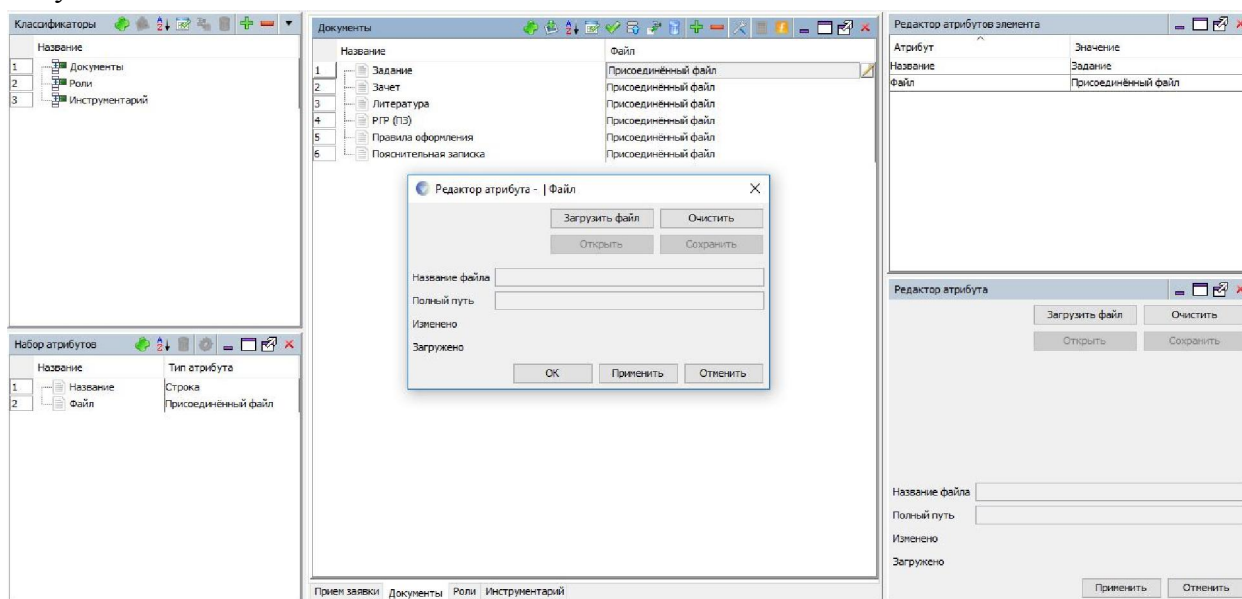 Классификаторы
Название
1 Документы
2 Роли
3 Инструментарий
Набор атрибутов
Название Тип атрибута
1 Название Строка
2 Файл Присоединённый файл
Документы
Название Файл
1 Задание Присоединённый файл
2 Зачет Присоединённый файл
3 Литература Присоединённый файл
4 РГР (ПЗ) Присоединённый файл
5 Правила оформления Присоединённый файл
6 Пояснительная записка Присоединённый файл
Редактор атрибута - | Файл
Загрузить файл Очистить
Открыть Сохранить
Название файла
Полный путь
Изменено
Загружено
ОК Применить Отменить
Прием заявки Документы Роли Инструментарий
Редактор атрибутов элемента
Атрибут Значение
Название Задание
Файл Присоединённый файл
Редактор атрибута
Загрузить файл Очистить
Открыть Сохранить
Название файла
Полный путь
Изменено
Загружено
Применить Отменить